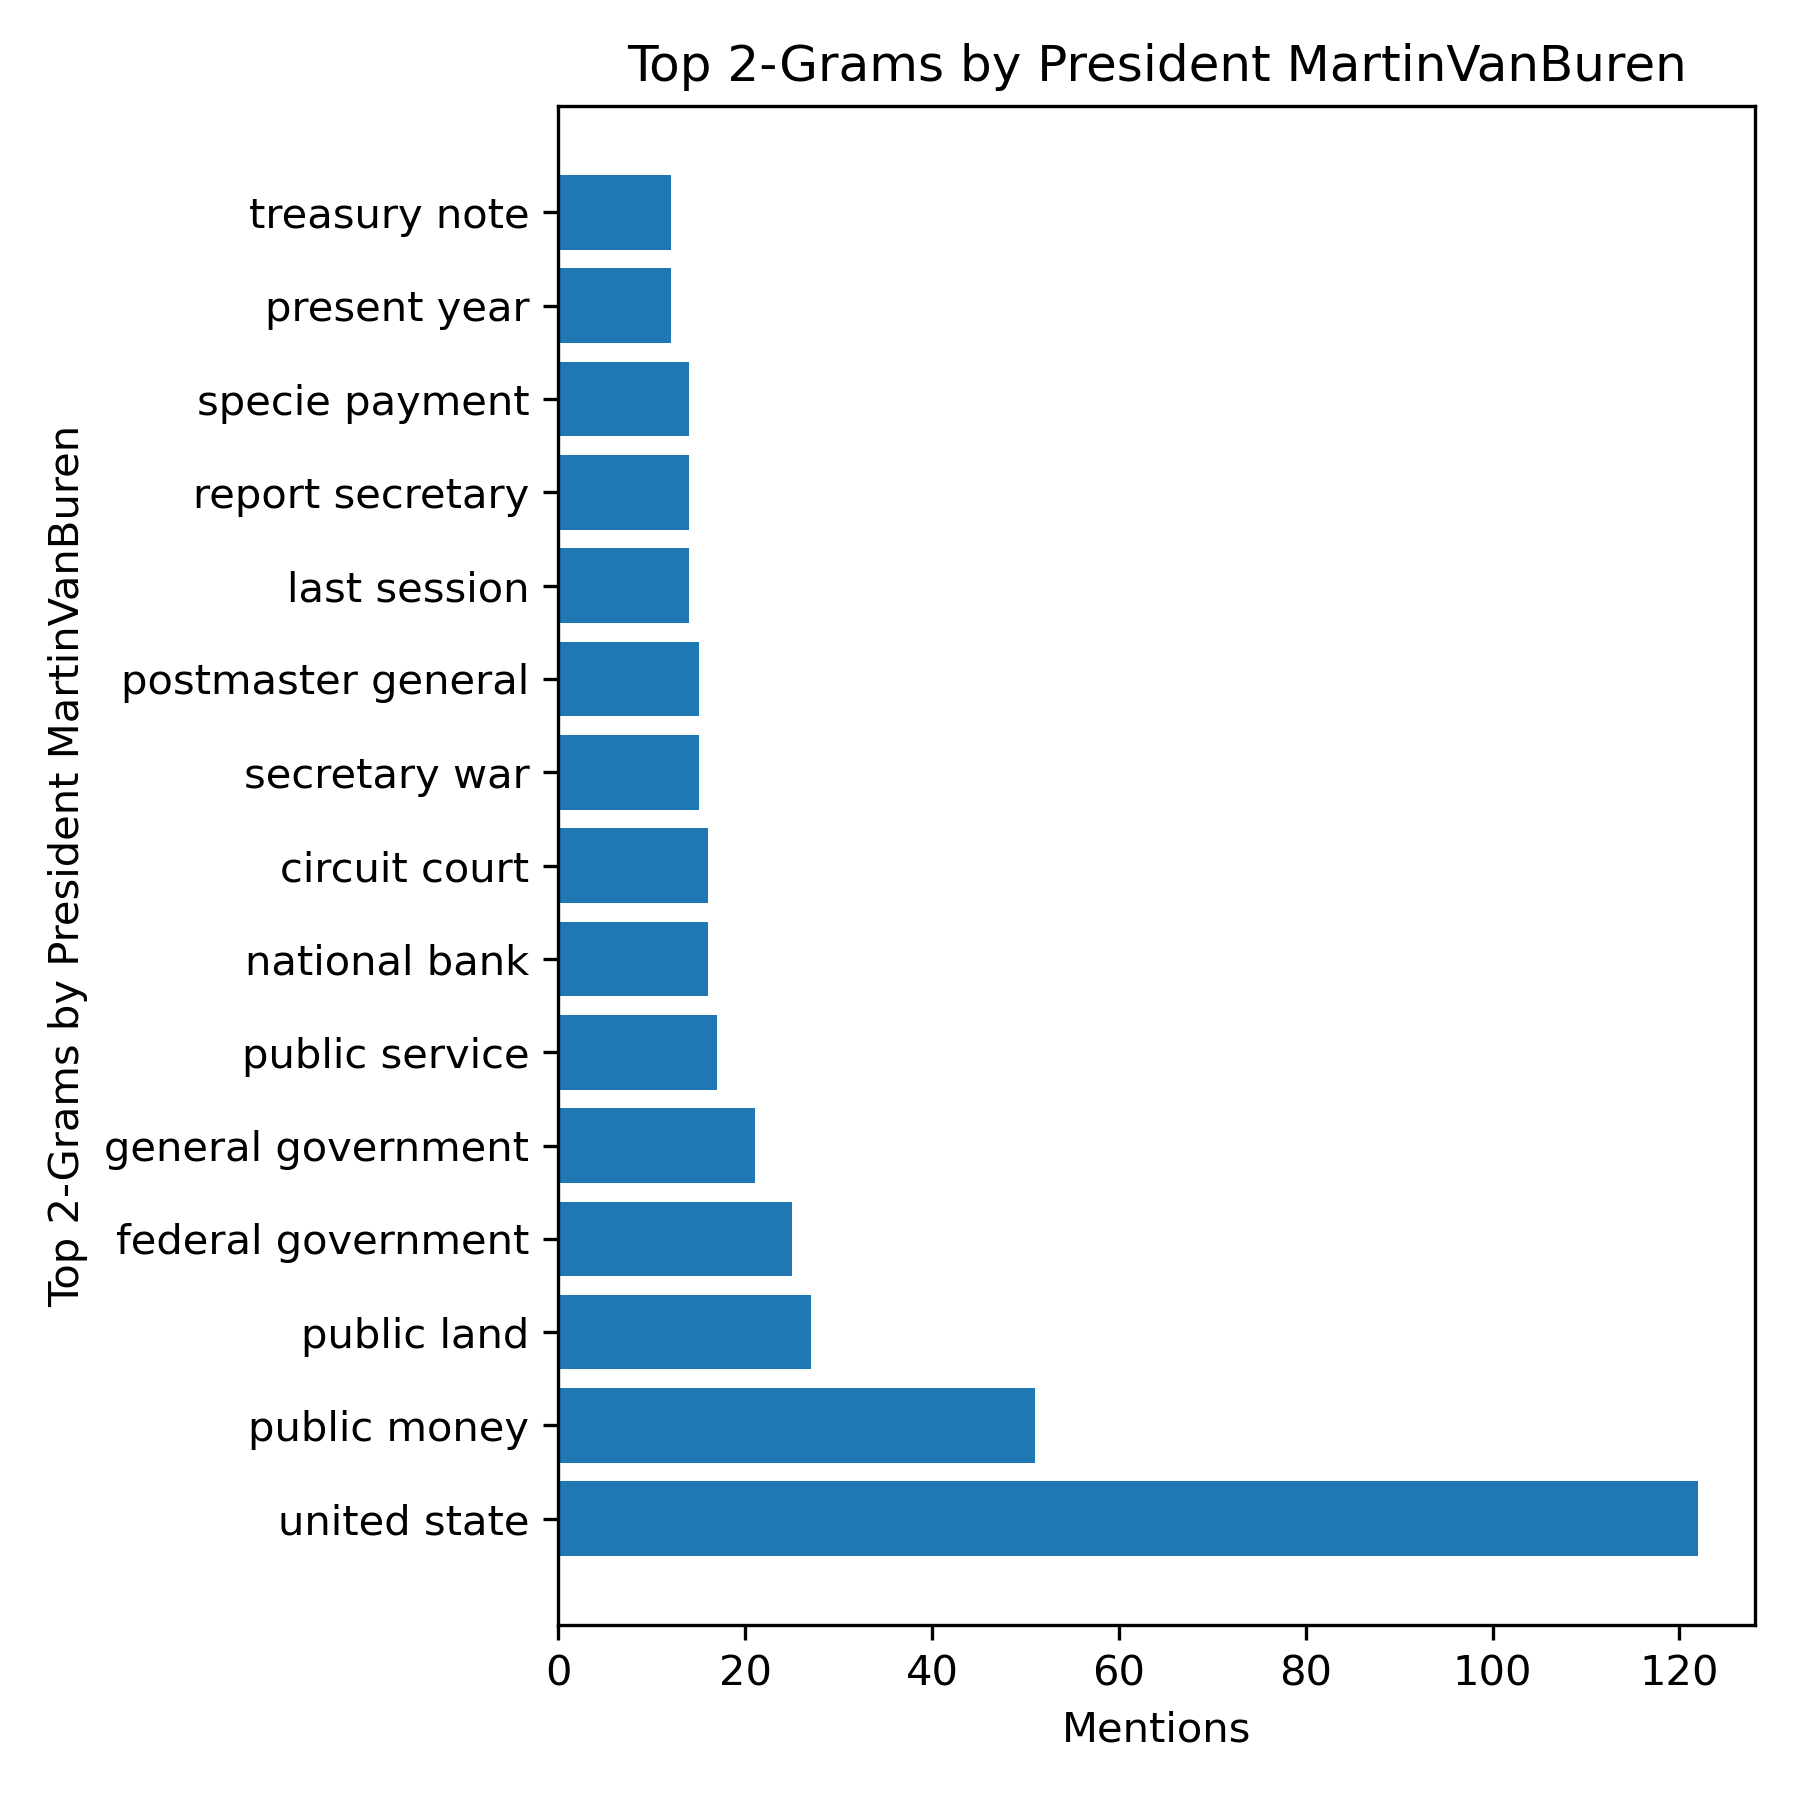 Top 2-Grams by President MartinVanBuren
Top 2-Grams by President MartinVanBuren
treasury note
present year
specie payment
report secretary
last session
postmaster general
secretary war
circuit court
national bank
public service
general government
federal government
public land
public money
united state
0 20 40 60 80 100 120
Mentions